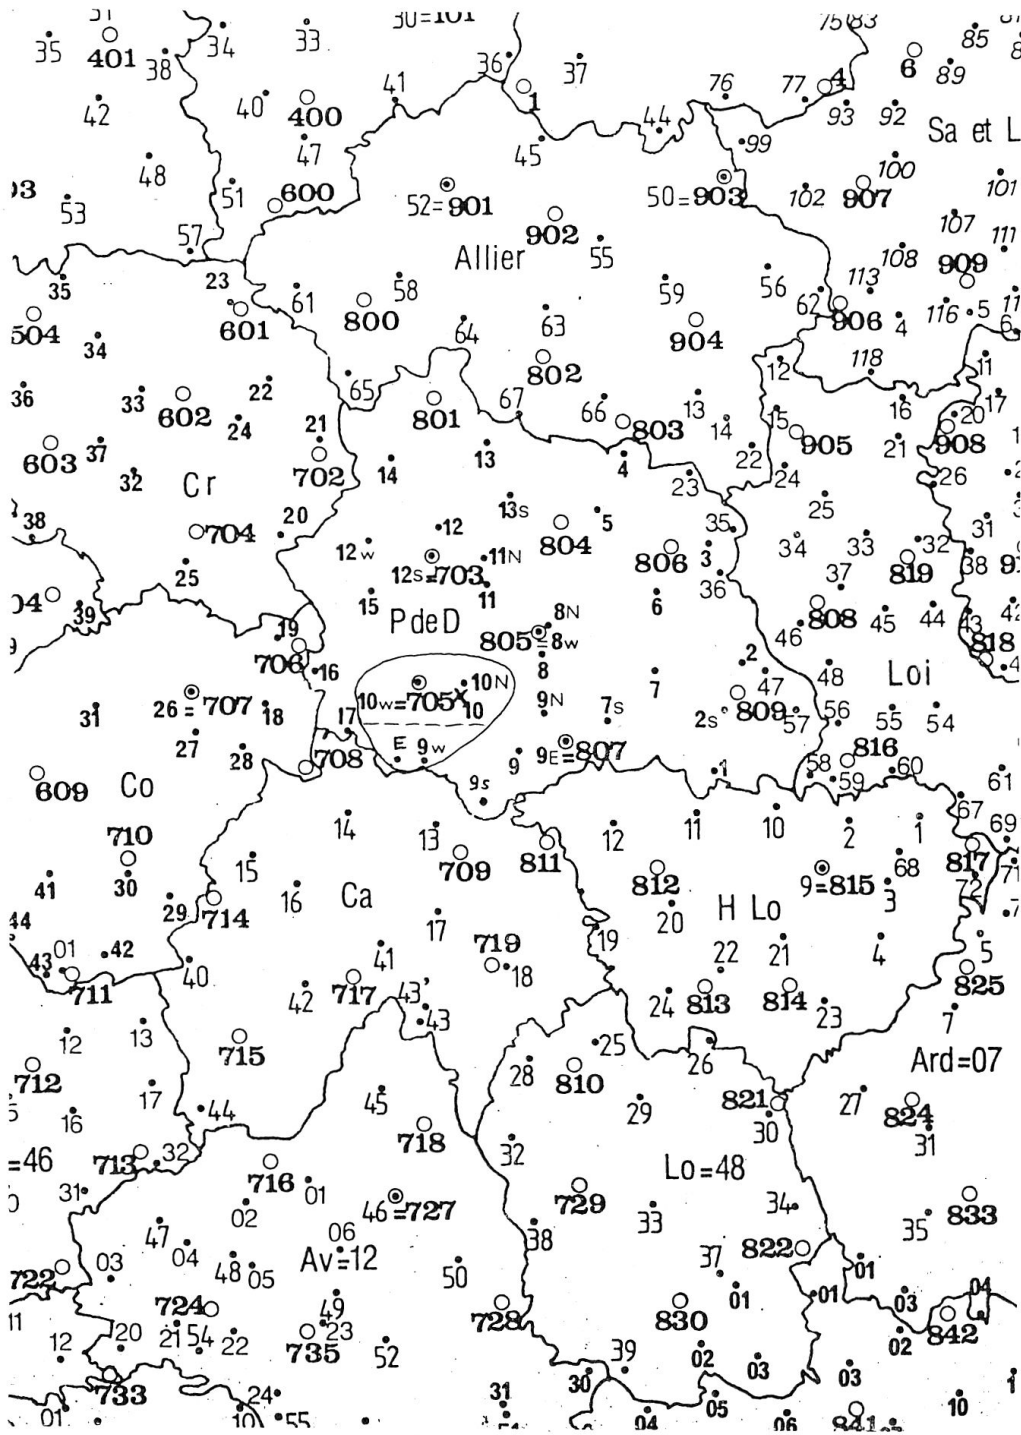 31 34 33 30=101 75 83 85
35 401 38 36 37 6 89
42 40 400 41 1 76 77 4 93 92
47 45 44 99 Sa et L
48 51 600 52=901 50=903 102 907 100 101
53 902 107
57 Allier 55 108 111
35 23 61 58 59 56 62 113 909
504 601 800 64 63 904 906 4 116 5 6
34 802 118 11
36 33 602 22 65 801 67 66 13 12 16 17
24 21 803 14 15 905 20 908
603 37 702 14 13 4 22 21
32 Cr 23 24 26
38 704 20 12 13s 804 5 35 25 31
12w 11N 806 3 34 33 32 38
25 12s=703 11 36 37 819
04 39 15 6 808 45 44 43 42
19 PdeD 8N 46 818
706 805=8w 2 Loi
16 8 7 47 48
26=707 18 10w=705 10N 10 9N 7s 2s 809 57 56 55 54
31 17
27 28 708 E 9w 9 9E=807 1 816
609 Co 9s 58 59 60 61
710 14 13 811 12 11 10 2 1 67 69
30 15 709 812 9=815 68 817
41 29 714 16 Ca H Lo 3 72 71
44 17 20
43 01 42 41 719 19 22 21 4 5
711 40 42 717 43' 18 24 813 814 825
13 43 23 7
12 715 25 26
712 28 810 Ard=07
17 45 29 821 27 824
16 44 718 30 31
=46 713 32 32 Lo=48
31 716 01 46=727 729 34 833
02 33 35
47 04 06 38 822
722 03 48 05 Av=12 50 37 01
724 49 728 830 01 01 03 04
11 20 21 54 22 735 23 52 02 842
12 39 02 03 03
733 24 31 30 05 10
01 10 55 04 06 841